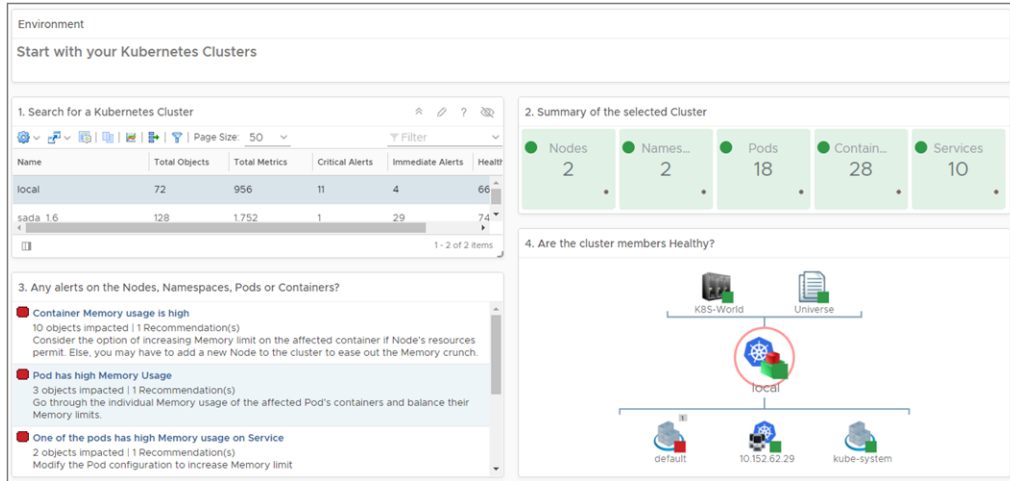 Environment
Start with your Kubernetes Clusters
1. Search for a Kubernetes Cluster
Page Size: 50
Filter
Name Total Objects Total Metrics Critical Alerts Immediate Alerts Health
local 72 956 11 4 66
sada_1.6 128 1.752 1 29 74
1 - 2 of 2 items
2. Summary of the selected Cluster
Nodes Names... Pods Contain... Services
2 2 18 28 10
3. Any alerts on the Nodes, Namespaces, Pods or Containers?
Container Memory usage is high
10 objects impacted | 1 Recommendation(s)
Consider the option of increasing Memory limit on the affected container if Node's resources
permit. Else, you may have to add a new Node to the cluster to ease out the Memory crunch.
Pod has high Memory Usage
3 objects impacted | 1 Recommendation(s)
Go through the individual Memory usage of the affected Pod's containers and balance their
Memory limits.
One of the pods has high Memory usage on Service
2 objects impacted | 1 Recommendation(s)
Modify the Pod configuration to increase Memory limit
4. Are the cluster members Healthy?
K8S-World Universe
local
1
default 10.152.62.29 kube-system